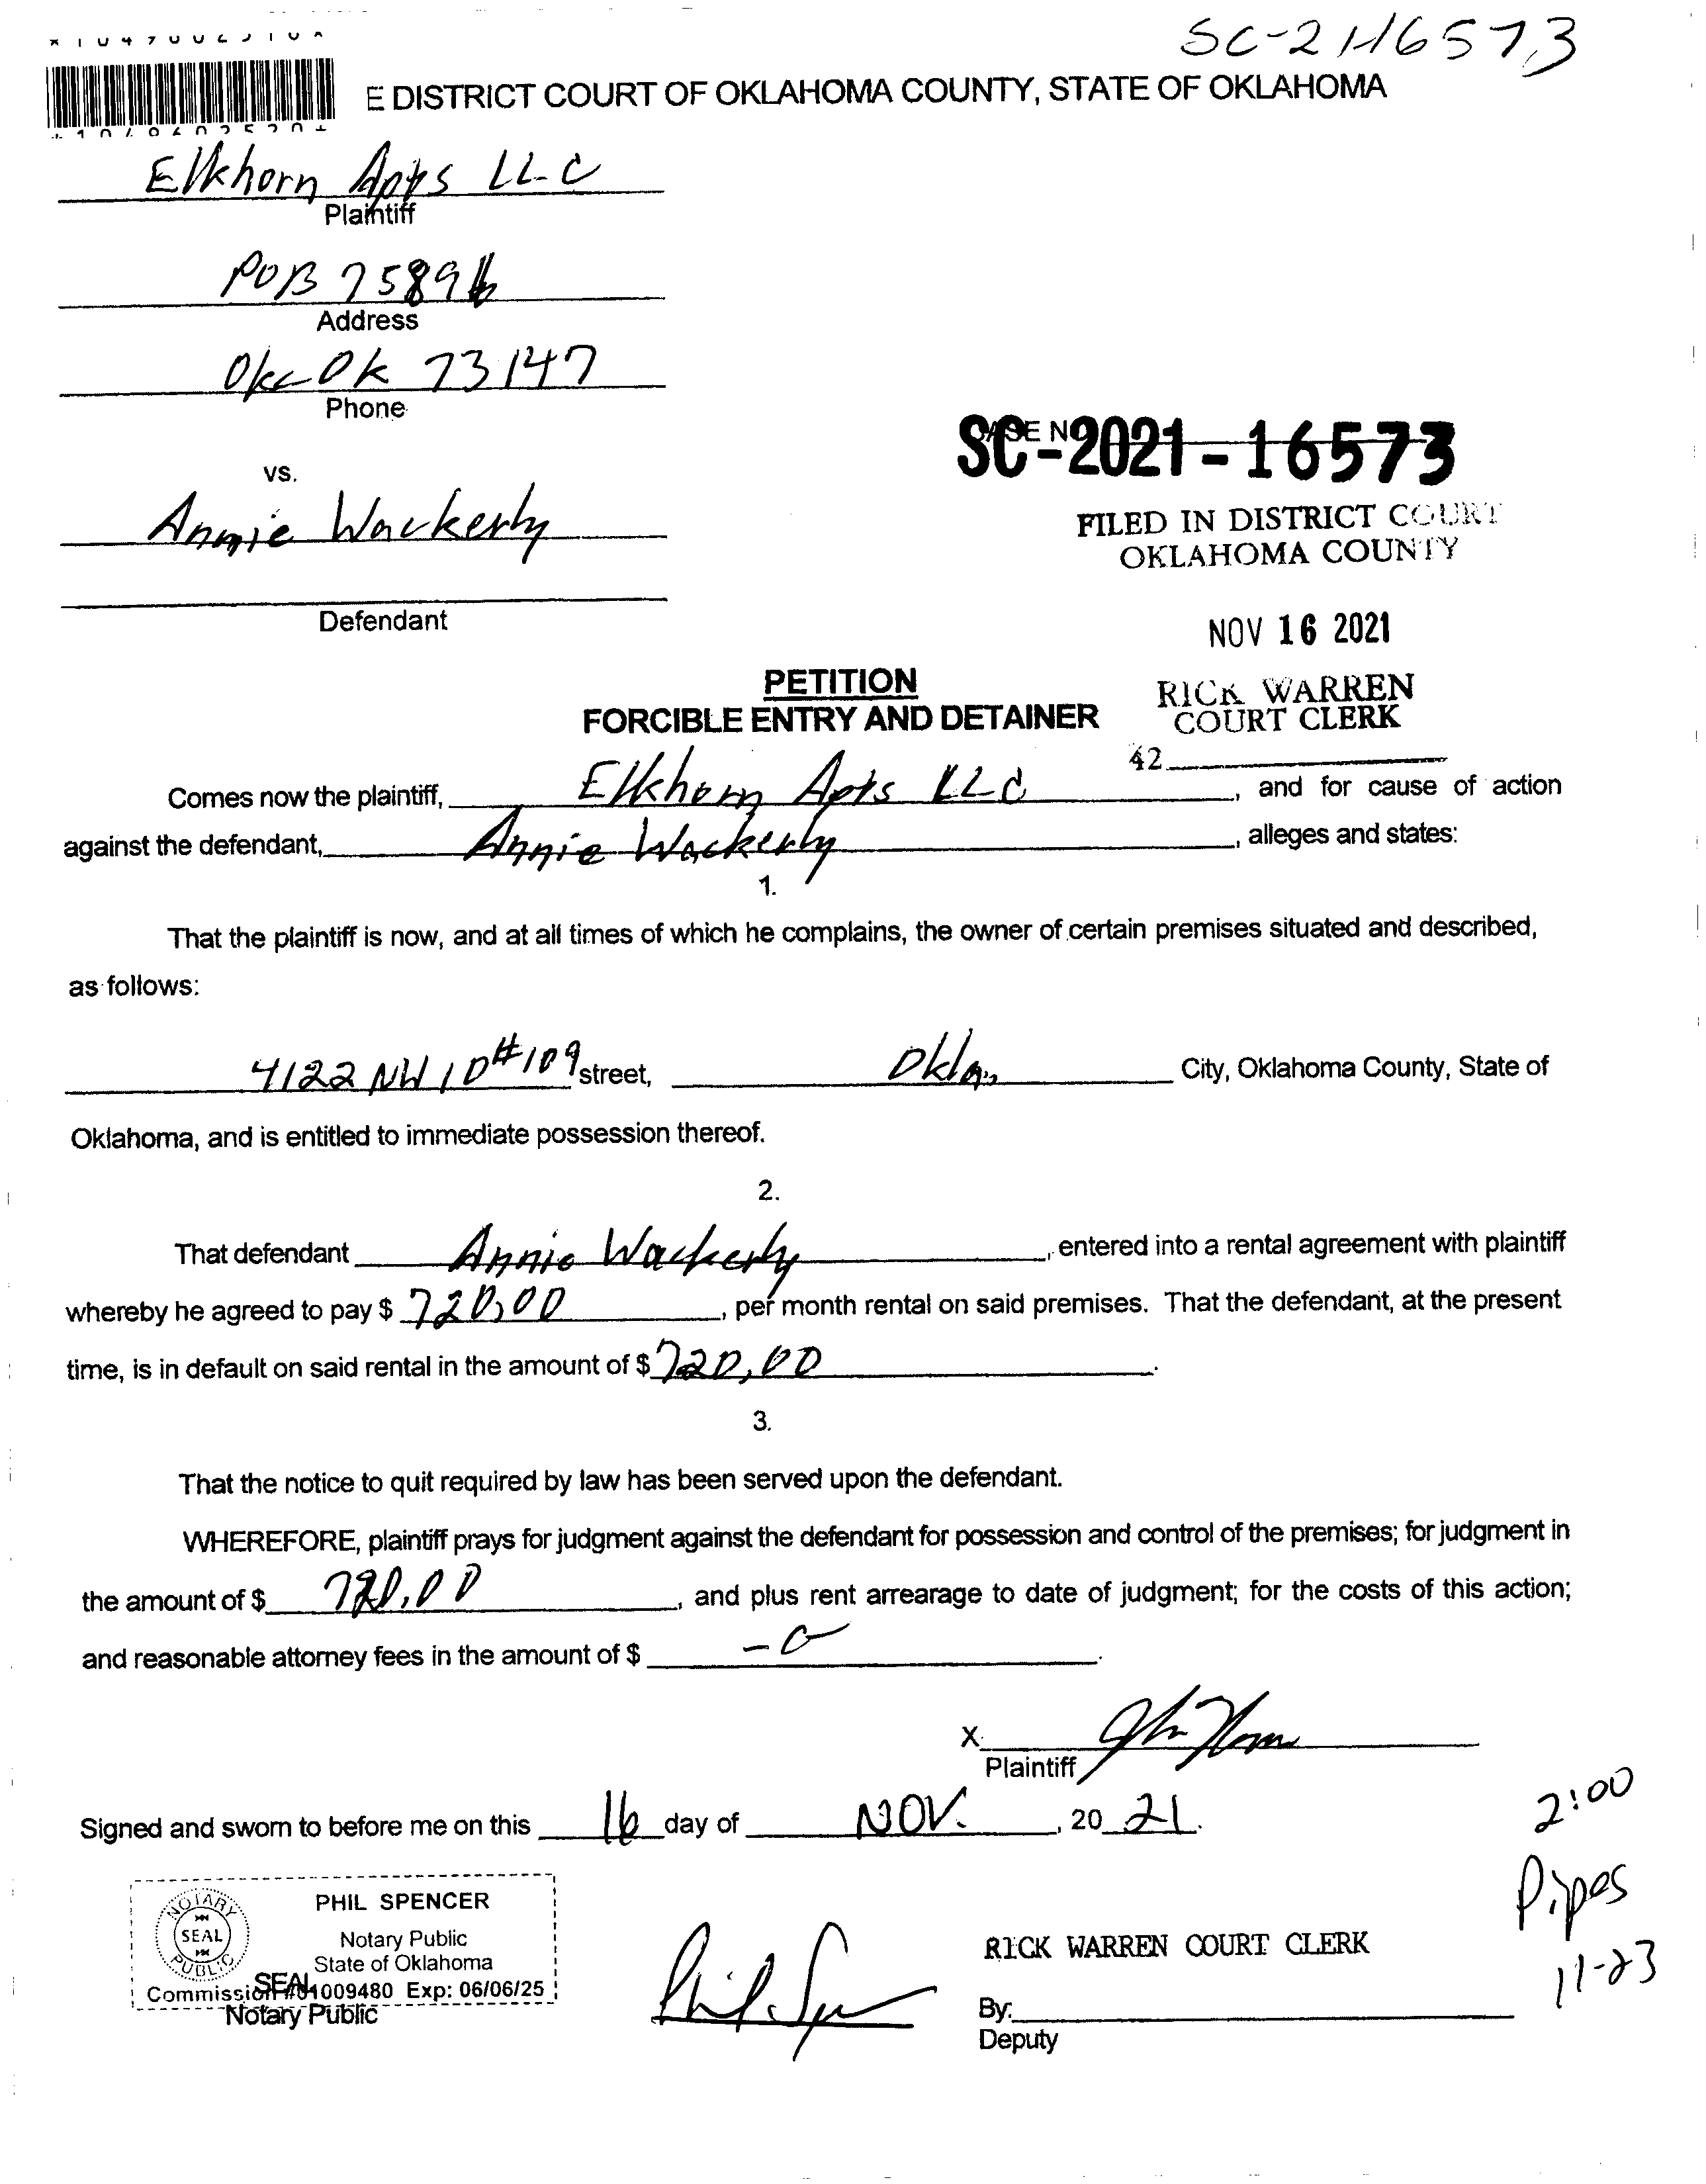 SC-21-16573
E DISTRICT COURT OF OKLAHOMA COUNTY, STATE OF OKLAHOMA
Elkhorn Apts LLC
Plaintiff
POB 75896
Address
Okc Ok 73147
Phone
CASE NO
SC-2021-16573
vs.
Annie Wackerly
FILED IN DISTRICT COURT
OKLAHOMA COUNTY
Defendant
NOV 16 2021
PETITION
FORCIBLE ENTRY AND DETAINER
RICK WARREN
COURT CLERK
42
Comes now the plaintiff, Elkhorn Apts LLC, and for cause of action
against the defendant, Annie Wackerly, alleges and states:
1.
That the plaintiff is now, and at all times of which he complains, the owner of certain premises situated and described,
as follows:
4122 NW 10 #109 street, Okla. City, Oklahoma County, State of
Oklahoma, and is entitled to immediate possession thereof.
2.
That defendant Annie Wackerly, entered into a rental agreement with plaintiff
whereby he agreed to pay $ 720.00, per month rental on said premises. That the defendant, at the present
time, is in default on said rental in the amount of $ 720.00.
3.
That the notice to quit required by law has been served upon the defendant.
WHEREFORE, plaintiff prays for judgment against the defendant for possession and control of the premises; for judgment in
the amount of $ 720.00, and plus rent arrearage to date of judgment; for the costs of this action;
and reasonable attorney fees in the amount of $ -0-.
X
Plaintiff
Signed and sworn to before me on this 16 day of NOV., 20 21.
2:00
Pipes
11-23
NOTARY PUBLIC SEAL
PHIL SPENCER
Notary Public
State of Oklahoma
Commission #01009480 Exp: 06/06/25
SEAL
Notary Public
Phil Spencer
RICK WARREN COURT CLERK
By:
Deputy